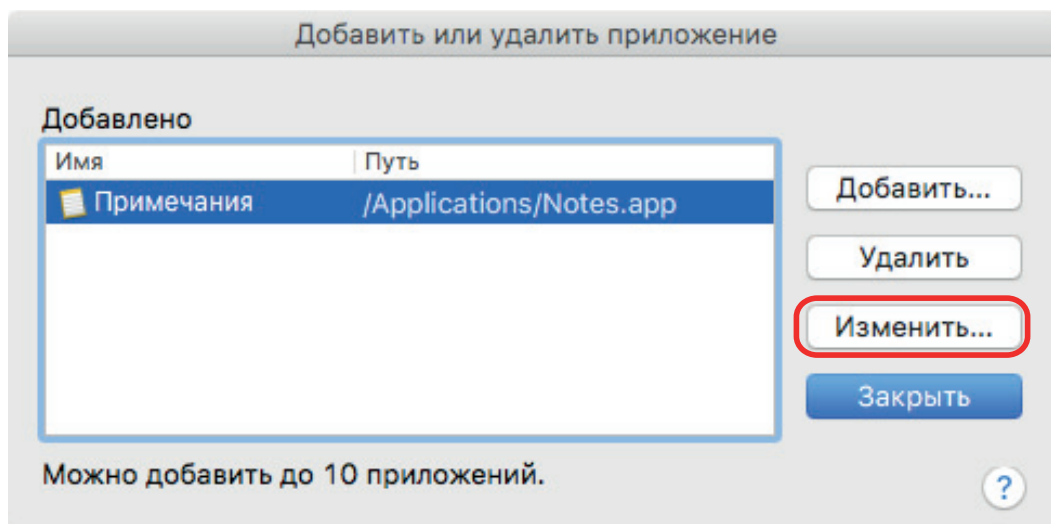 Добавить или удалить приложение
Добавлено
Имя Путь
Примечания /Applications/Notes.app
Добавить...
Удалить
Изменить...
Закрыть
Можно добавить до 10 приложений.
?